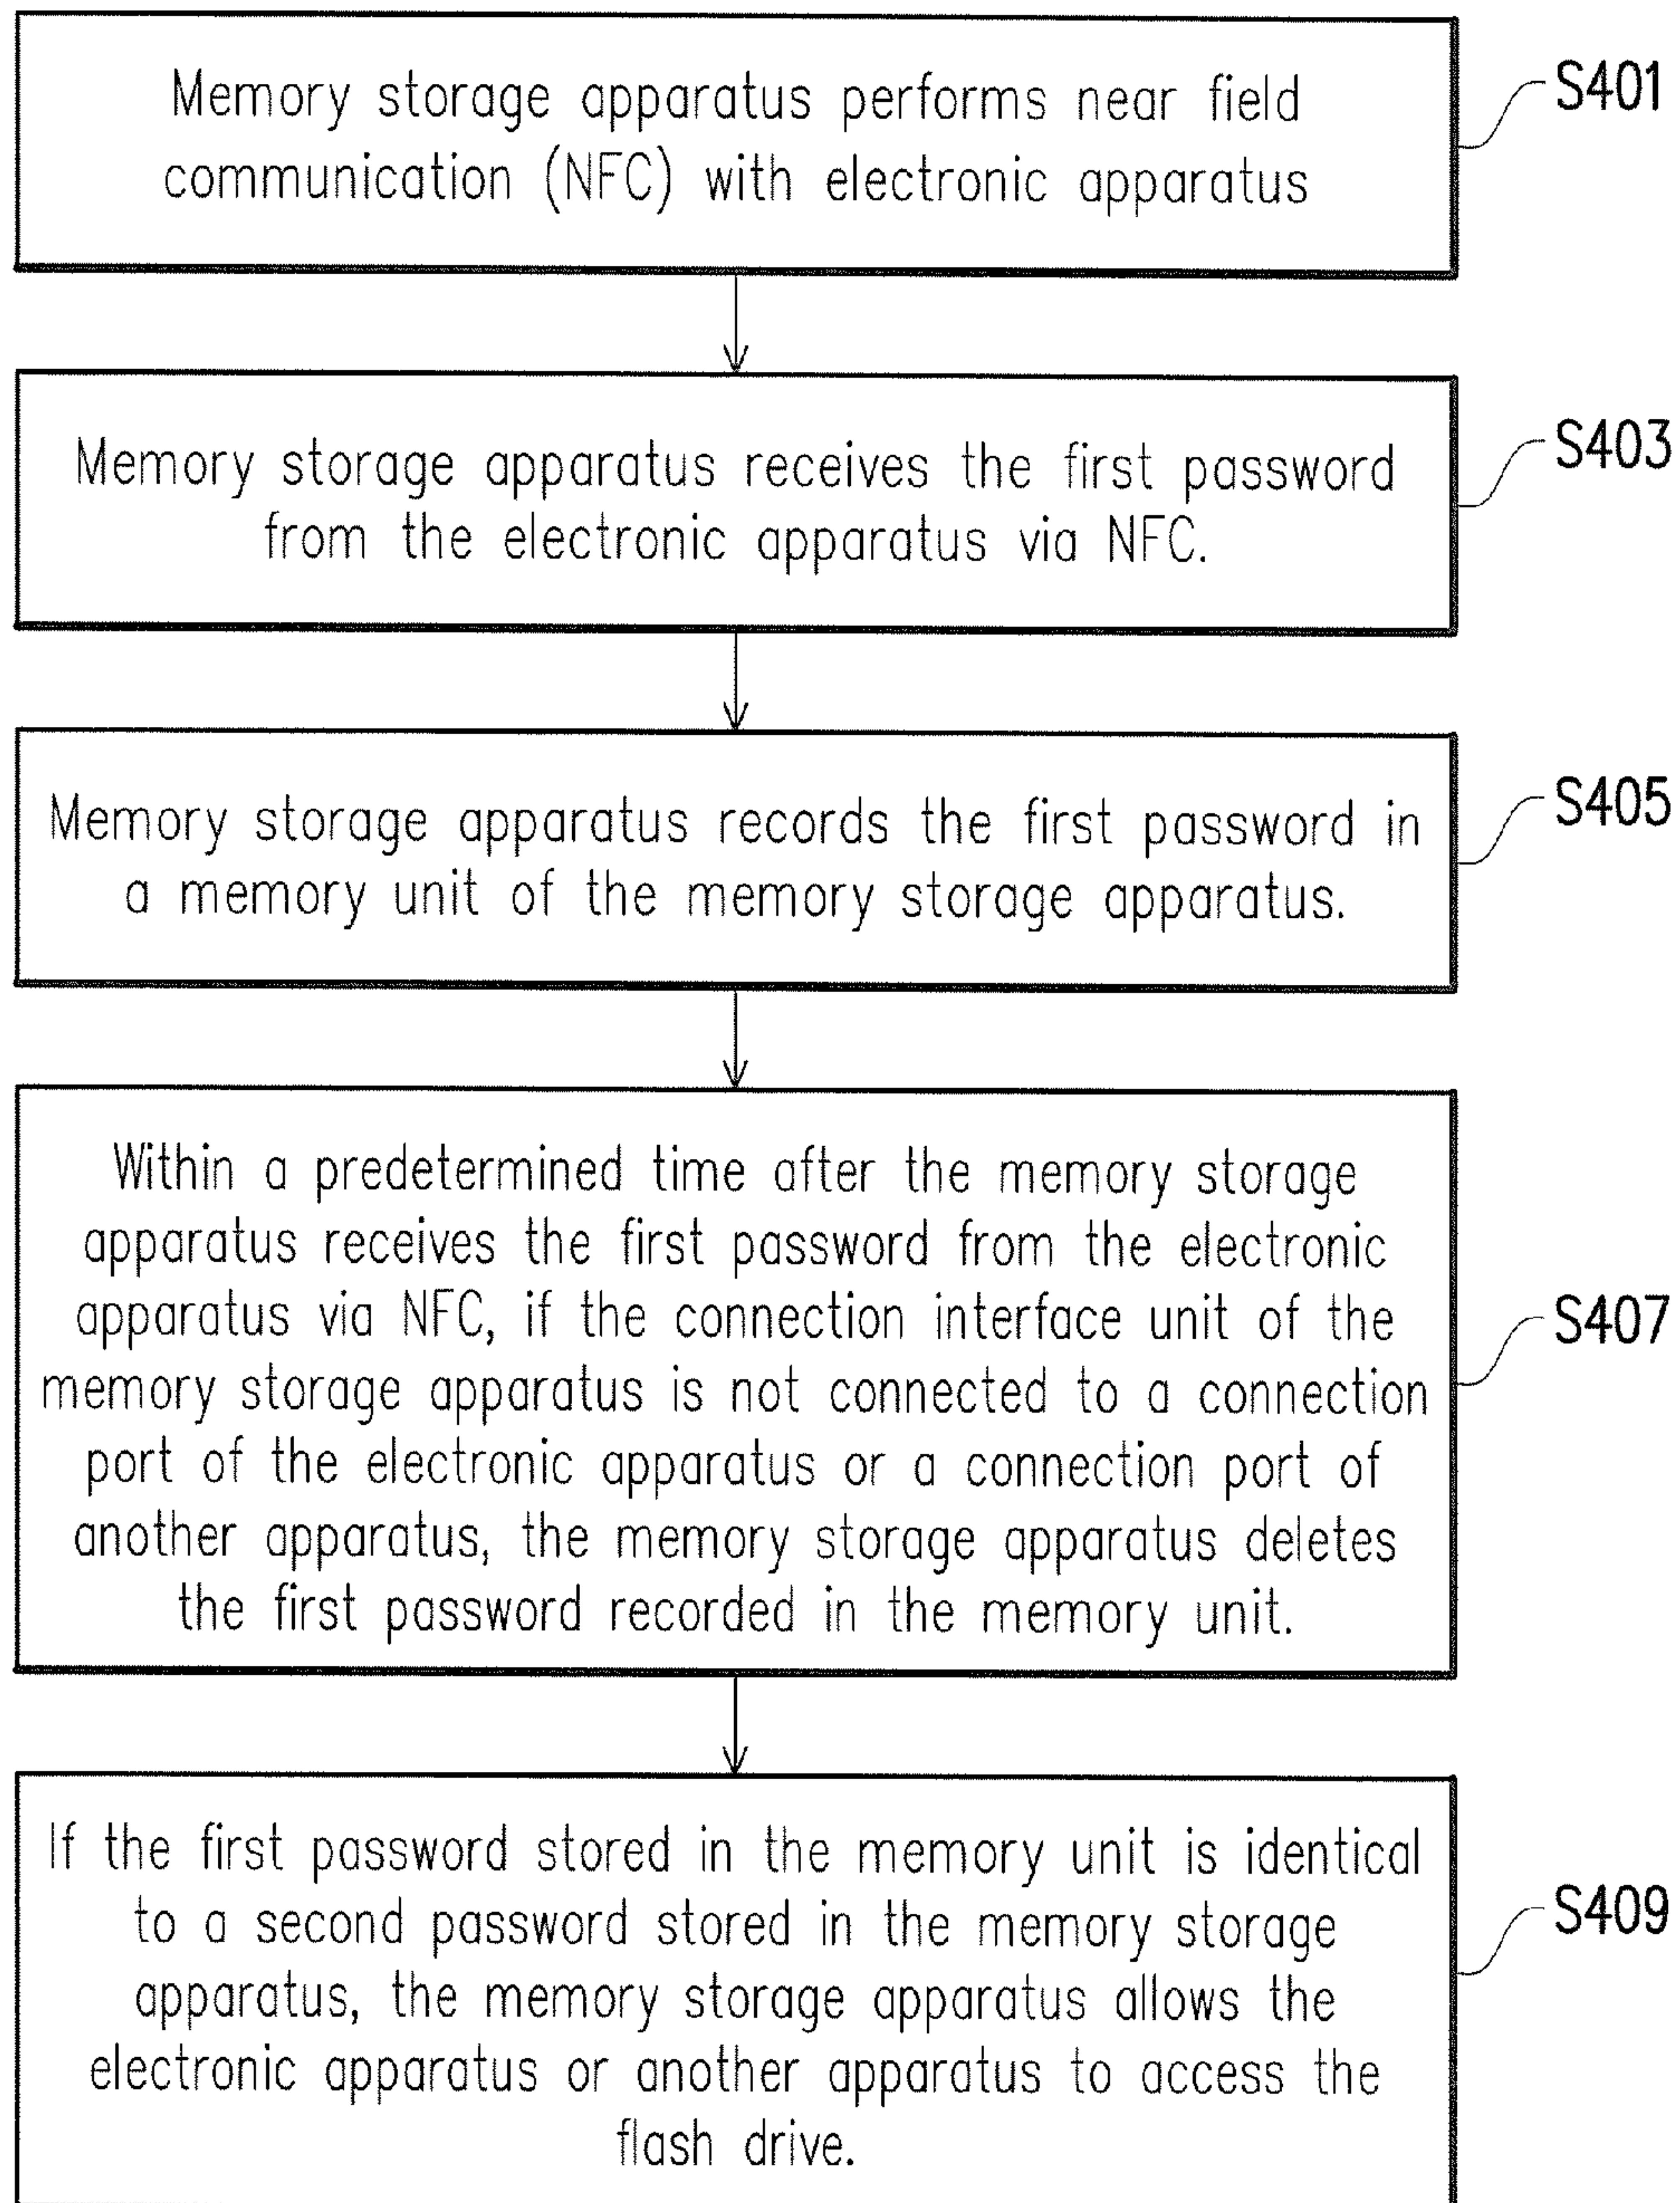 Memory storage apparatus performs near field
communication (NFC) with electronic apparatus
S401
Memory storage apparatus receives the first password
from the electronic apparatus via NFC.
S403
Memory storage apparatus records the first password in
a memory unit of the memory storage apparatus.
S405
Within a predetermined time after the memory storage
apparatus receives the first password from the electronic
apparatus via NFC, if the connection interface unit of the
memory storage apparatus is not connected to a connection
port of the electronic apparatus or a connection port of
another apparatus, the memory storage apparatus deletes
the first password recorded in the memory unit.
S407
If the first password stored in the memory unit is identical
to a second password stored in the memory storage
apparatus, the memory storage apparatus allows the
electronic apparatus or another apparatus to access the
flash drive.
S409